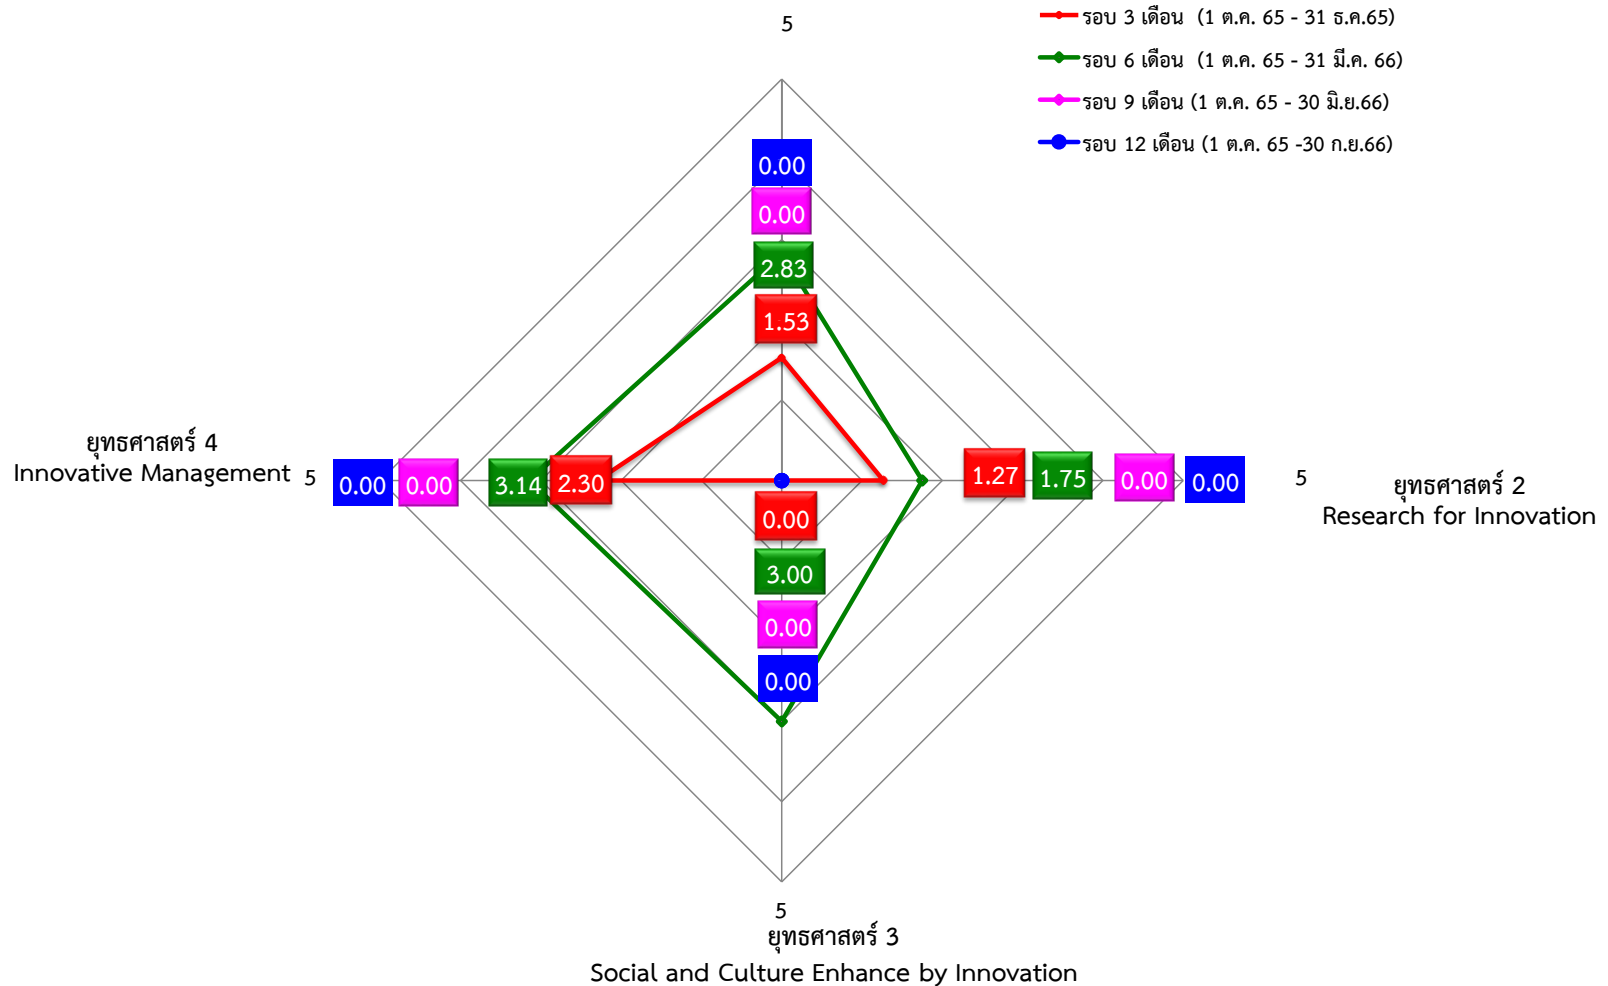 5
รอบ 3 เดือน (1 ต.ค. 65 - 31 ธ.ค.65)
รอบ 6 เดือน (1 ต.ค. 65 - 31 มี.ค. 66)
รอบ 9 เดือน (1 ต.ค. 65 - 30 มิ.ย.66)
รอบ 12 เดือน (1 ต.ค. 65 -30 ก.ย.66)
0.00
0.00
2.83
1.53
ยุทธศาสตร์ 4
Innovative Management
5
0.00
0.00
3.14
2.30
1.27
1.75
0.00
0.00
5
ยุทธศาสตร์ 2
Research for Innovation
0.00
3.00
0.00
0.00
5
ยุทธศาสตร์ 3
Social and Culture Enhance by Innovation